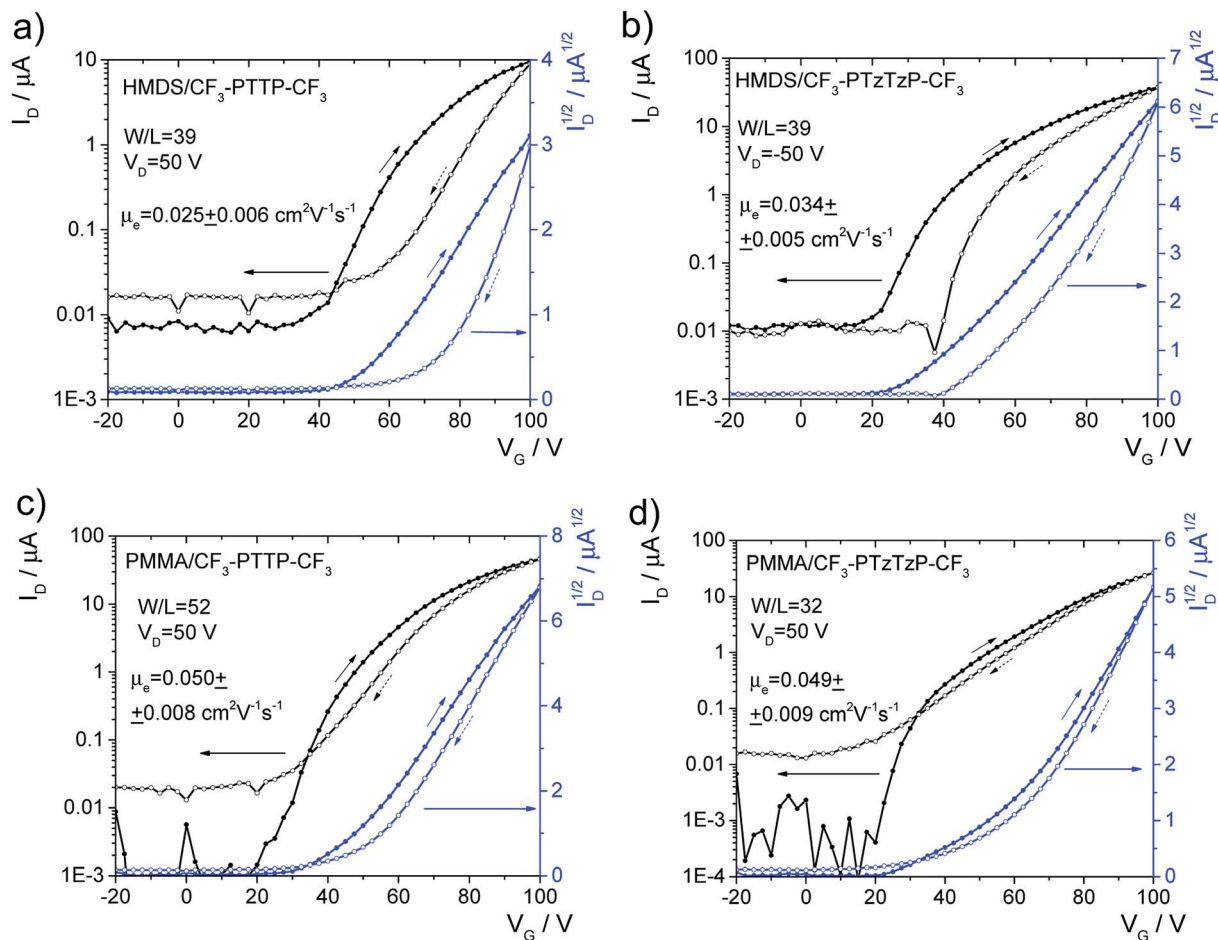 a)
I_D / μA
I_D^1/2 / μA^1/2
HMDS/CF₃-PTTP-CF₃
W/L=39
V_D=50 V
μ_e=0.025±0.006 cm²V⁻¹s⁻¹
10
1
0.1
0.01
1E-3
4
3
2
1
0
-20 0 20 40 60 80 100
V_G / V
b)
I_D / μA
I_D^1/2 / μA^1/2
HMDS/CF₃-PTzTzP-CF₃
W/L=39
V_D=-50 V
μ_e=0.034±
±0.005 cm²V⁻¹s⁻¹
100
10
1
0.1
0.01
1E-3
7
6
5
4
3
2
1
0
-20 0 20 40 60 80 100
V_G / V
c)
I_D / μA
I_D^1/2 / μA^1/2
PMMA/CF₃-PTTP-CF₃
W/L=52
V_D=50 V
μ_e=0.050±
±0.008 cm²V⁻¹s⁻¹
100
10
1
0.1
0.01
1E-3
8
6
4
2
0
-20 0 20 40 60 80 100
V_G / V
d)
I_D / μA
I_D^1/2 / μA^1/2
PMMA/CF₃-PTzTzP-CF₃
W/L=32
V_D=50 V
μ_e=0.049±
±0.009 cm²V⁻¹s⁻¹
100
10
1
0.1
0.01
1E-3
1E-4
6
5
4
3
2
1
0
-20 0 20 40 60 80 100
V_G / V